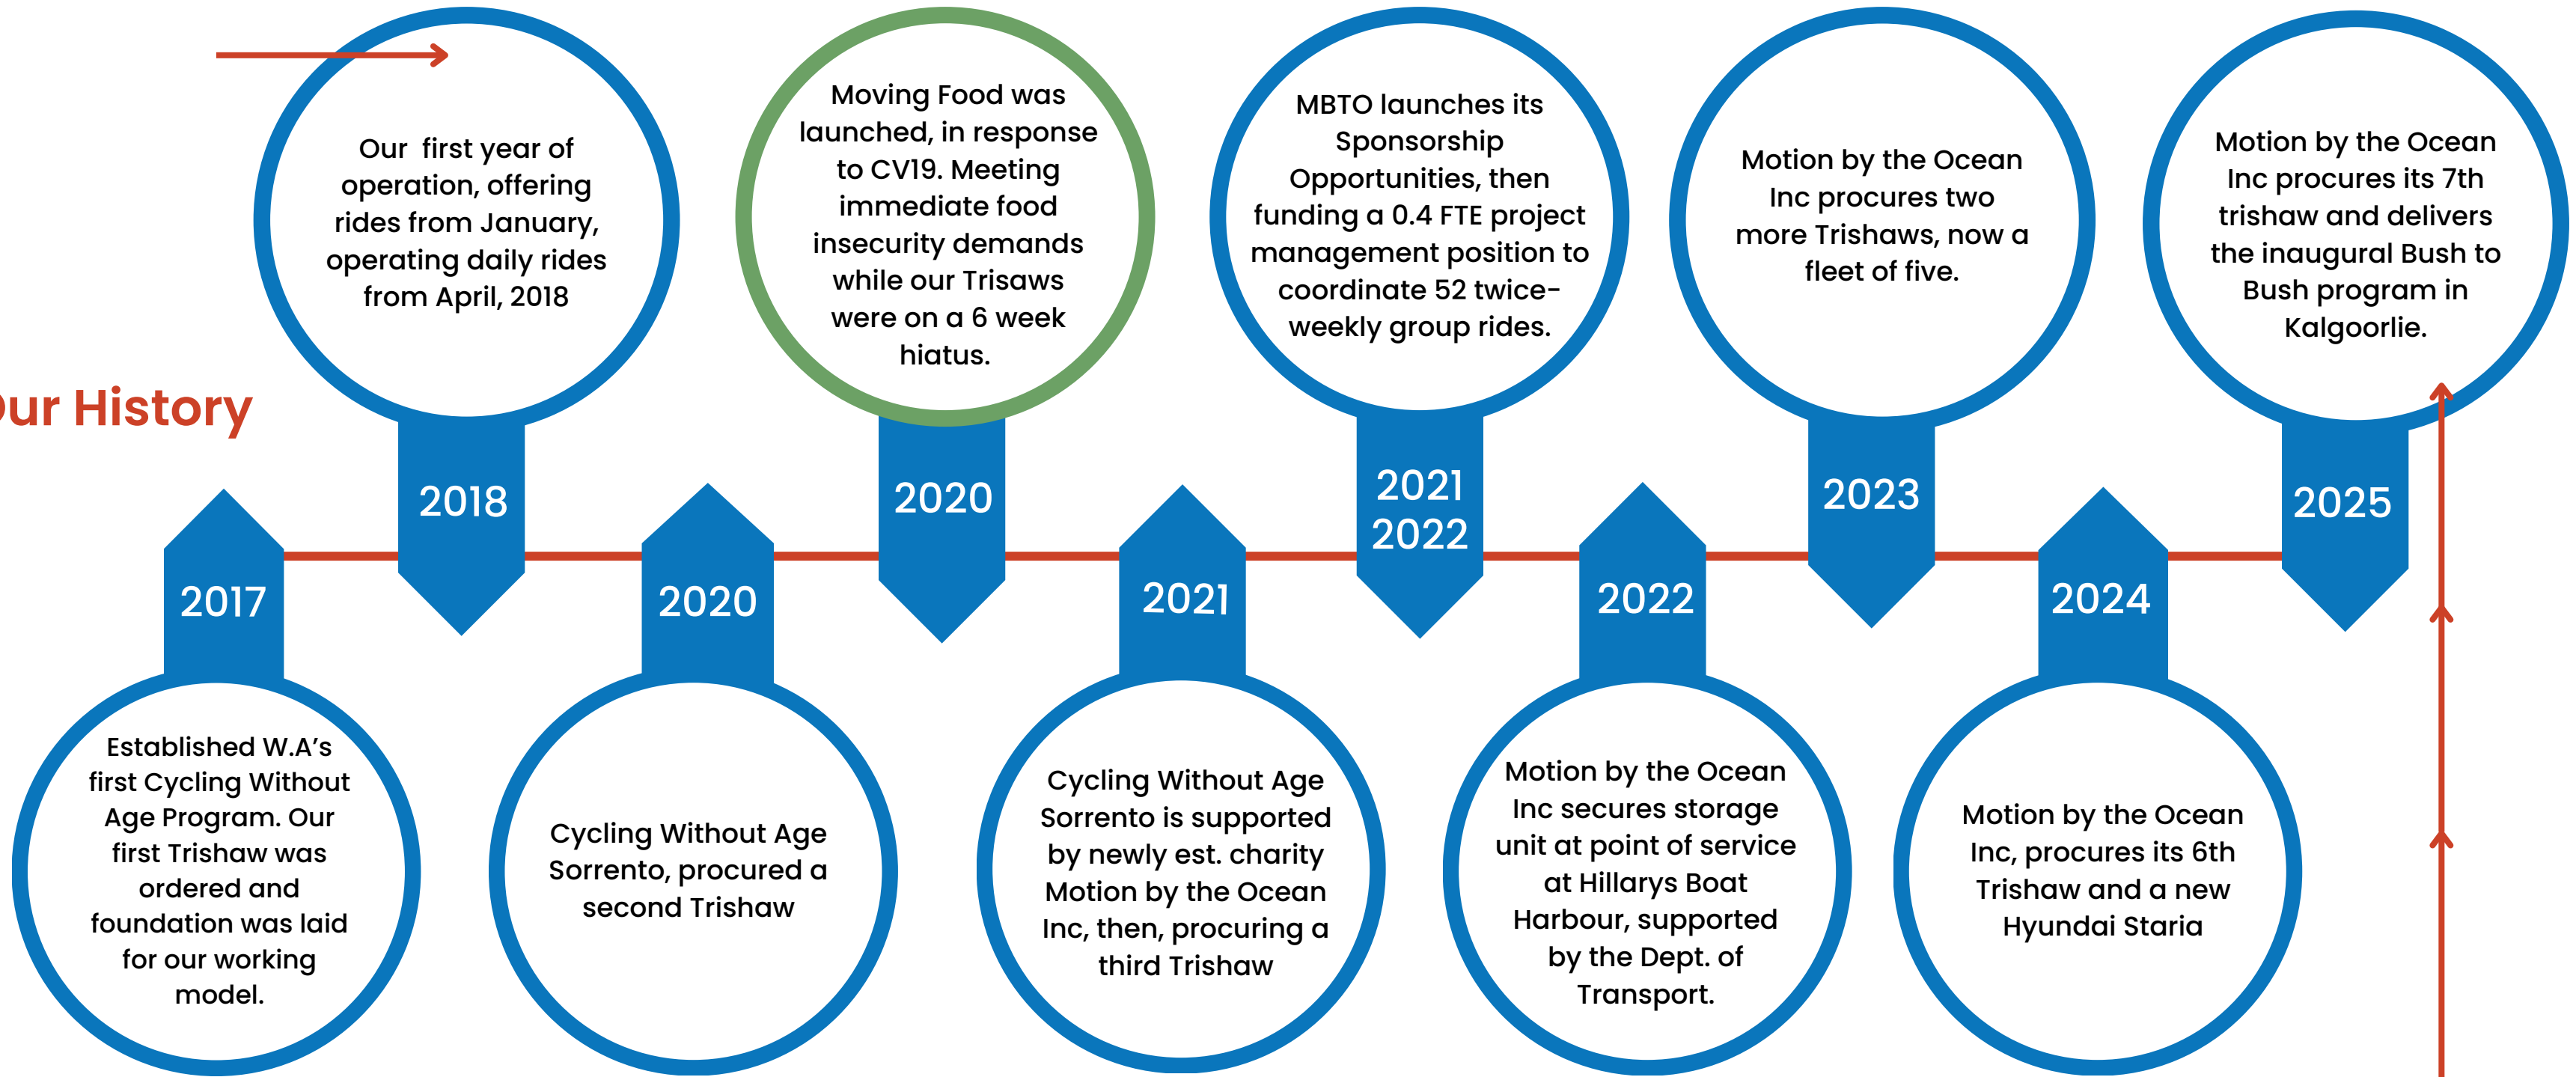 Our History
2017
Established W.A’s
first Cycling Without
Age Program. Our
first Trishaw was
ordered and
foundation was laid
for our working
model.
Our first year of
operation, offering
rides from January,
operating daily rides
from April, 2018
2018
2020
Cycling Without Age
Sorrento, procured a
second Trishaw
Moving Food was
launched, in response
to CV19. Meeting
immediate food
insecurity demands
while our Trisaws
were on a 6 week
hiatus.
2020
2021
Cycling Without Age
Sorrento is supported
by newly est. charity
Motion by the Ocean
Inc, then, procuring a
third Trishaw
MBTO launches its
Sponsorship
Opportunities, then
funding a 0.4 FTE project
management position to
coordinate 52 twice-
weekly group rides.
2021
2022
2022
Motion by the Ocean
Inc secures storage
unit at point of service
at Hillarys Boat
Harbour, supported
by the Dept. of
Transport.
Motion by the Ocean
Inc procures two
more Trishaws, now a
fleet of five.
2023
2024
Motion by the Ocean
Inc, procures its 6th
Trishaw and a new
Hyundai Staria
Motion by the Ocean
Inc procures its 7th
trishaw and delivers
the inaugural Bush to
Bush program in
Kalgoorlie.
2025